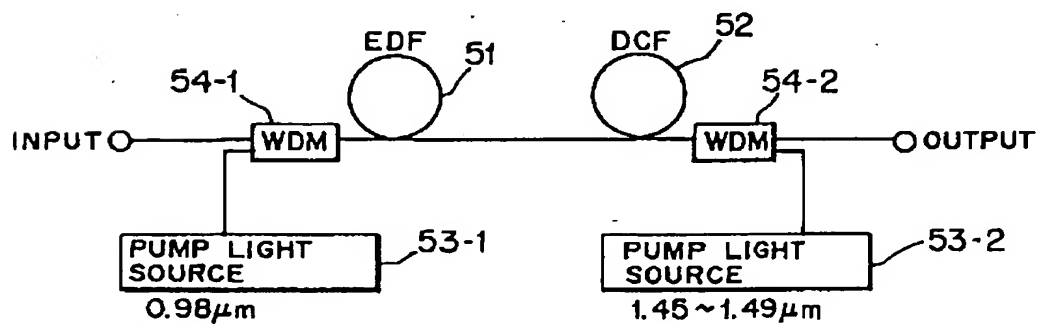 EDF
51
DCF
52
54-1
54-2
INPUT
WDM
WDM
OUTPUT
PUMP LIGHT
SOURCE
53-1
PUMP LIGHT
SOURCE
53-2
0.98μm
1.45~1.49μm